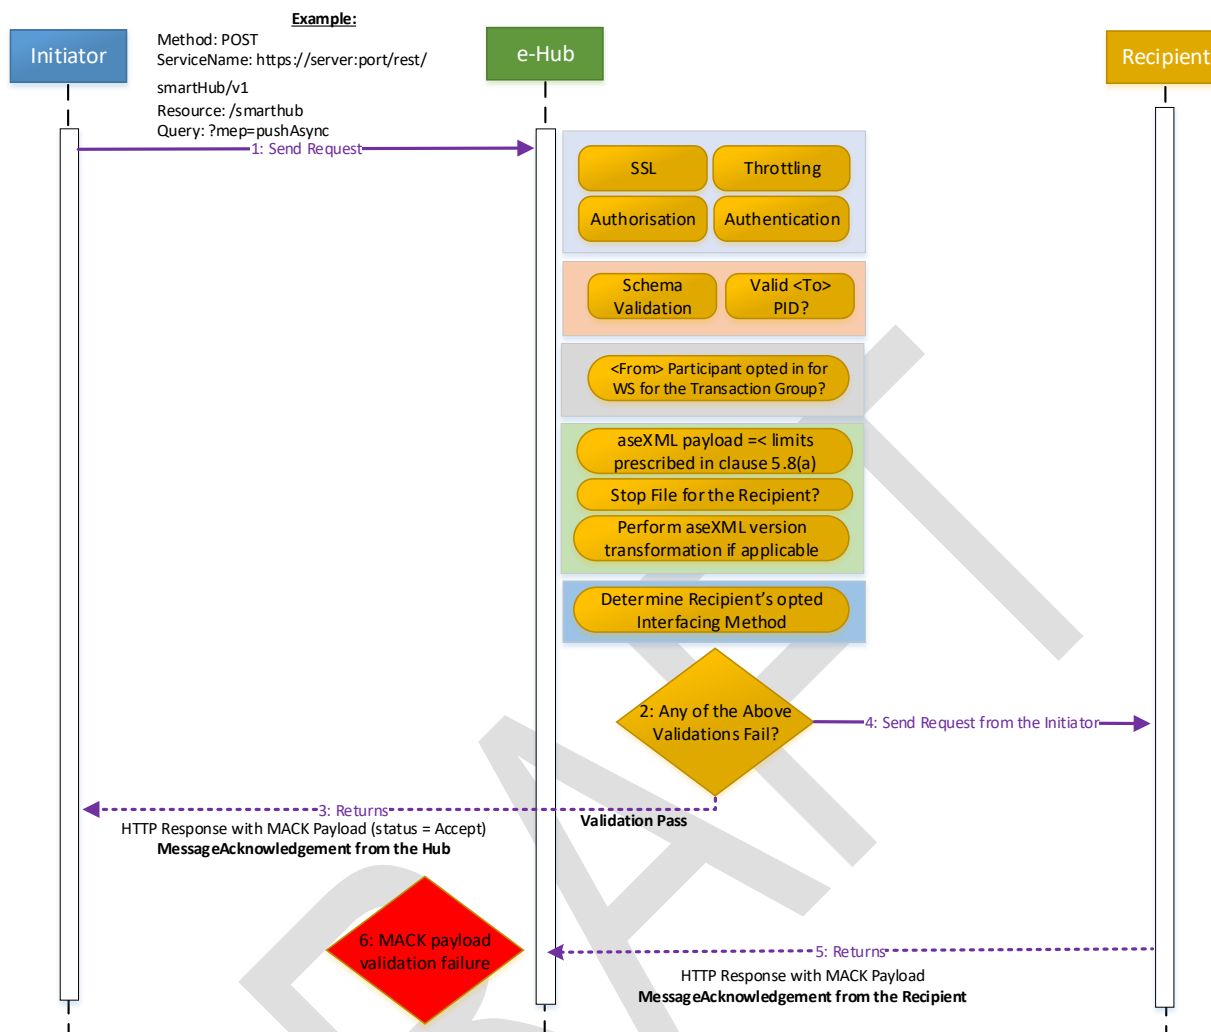 Example:
Method: POST
ServiceName: https://server:port/rest/
smartHub/v1
Resource: /smarthub
Query: ?mep=pushAsync
Initiator
e-Hub
Recipient
1: Send Request
SSL
Throttling
Authorisation
Authentication
Schema
Validation
Valid <To>
PID?
<From> Participant opted in for
WS for the Transaction Group?
aseXML payload =< limits
prescribed in clause 5.8(a)
Stop File for the Recipient?
Perform aseXML version
transformation if applicable
Determine Recipient's opted
Interfacing Method
2: Any of the Above
Validations Fail?
4: Send Request from the Initiator
3: Returns
Validation Pass
HTTP Response with MACK Payload (status = Accept)
MessageAcknowledgement from the Hub
6: MACK payload
validation failure
5: Returns
HTTP Response with MACK Payload
MessageAcknowledgement from the Recipient
DRAFT